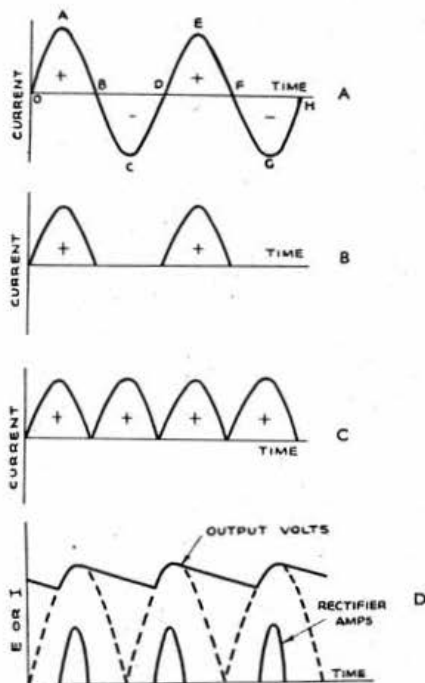 A
E
+
+
TIME
O
B
D
F
H
A
-
-
C
G
CURRENT
+
+
TIME
B
CURRENT
+
+
+
+
TIME
C
CURRENT
OUTPUT VOLTS
RECTIFIER
AMPS
D
E OR I
TIME